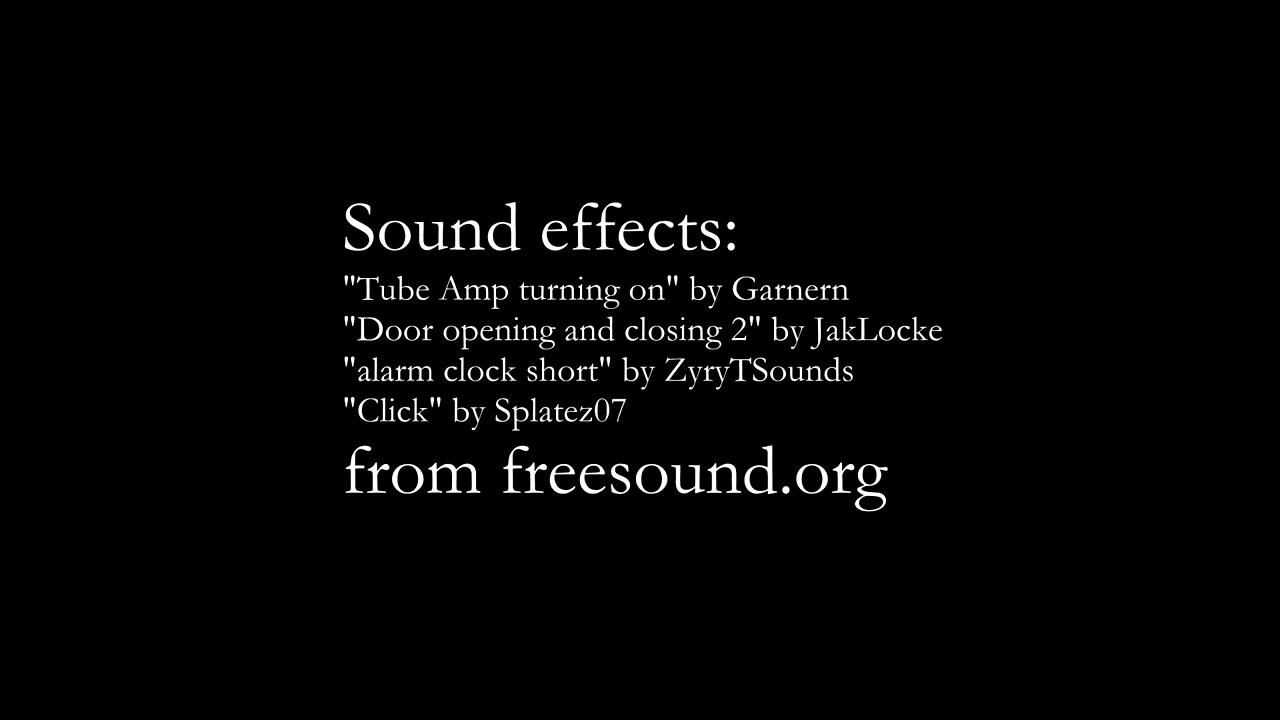 Sound effects:
"Tube Amp turning on" by Garnern
"Door opening and closing 2" by JakLocke
"alarm clock short" by ZyryTSounds
"Click" by Splatez07
from freesound.org